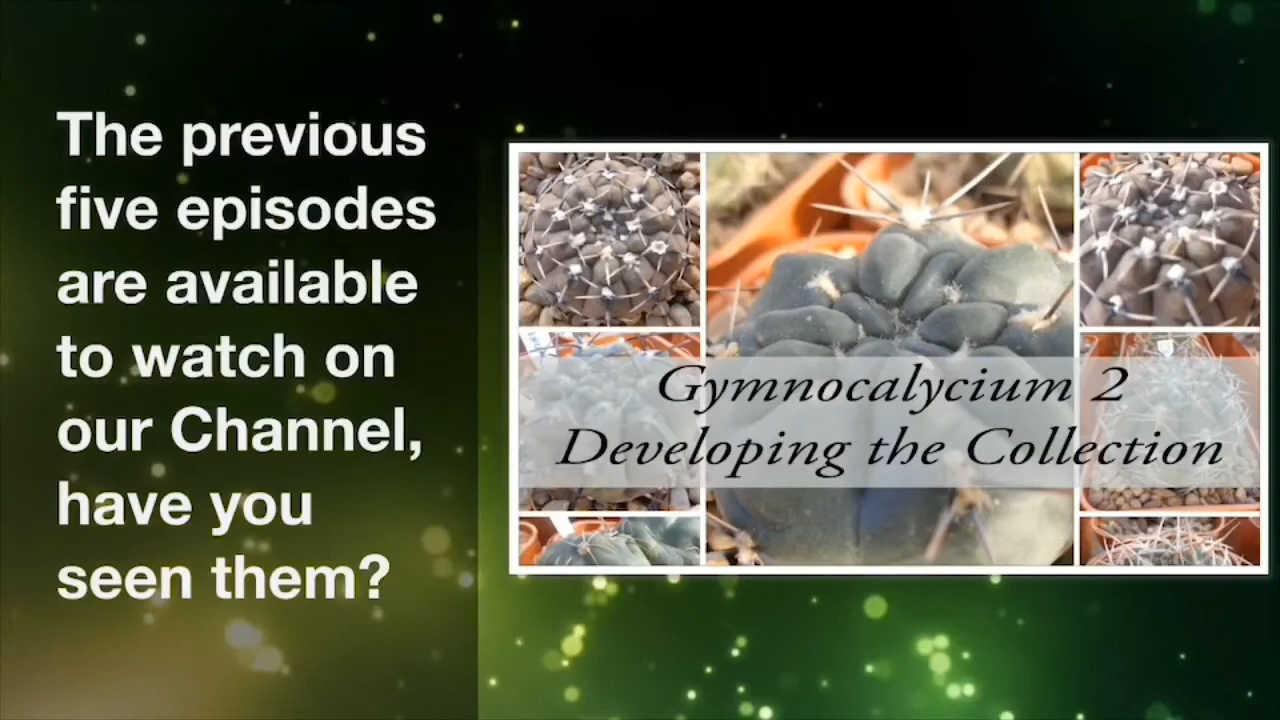 The previous
five episodes
are available
to watch on
our Channel,
have you
seen them?
Gymnocalycium 2
Developing the Collection